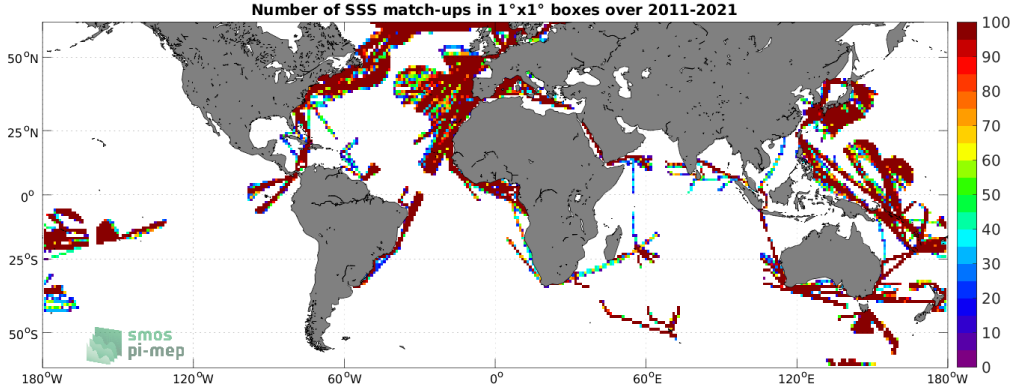 Number of SSS match-ups in 1°x1° boxes over 2011-2021
50°N
25°N
0°
25°S
50°S
180°W
120°W
60°W
0°
60°E
120°E
180°W
100
90
80
70
60
50
40
30
20
10
0
smos
pi-mep